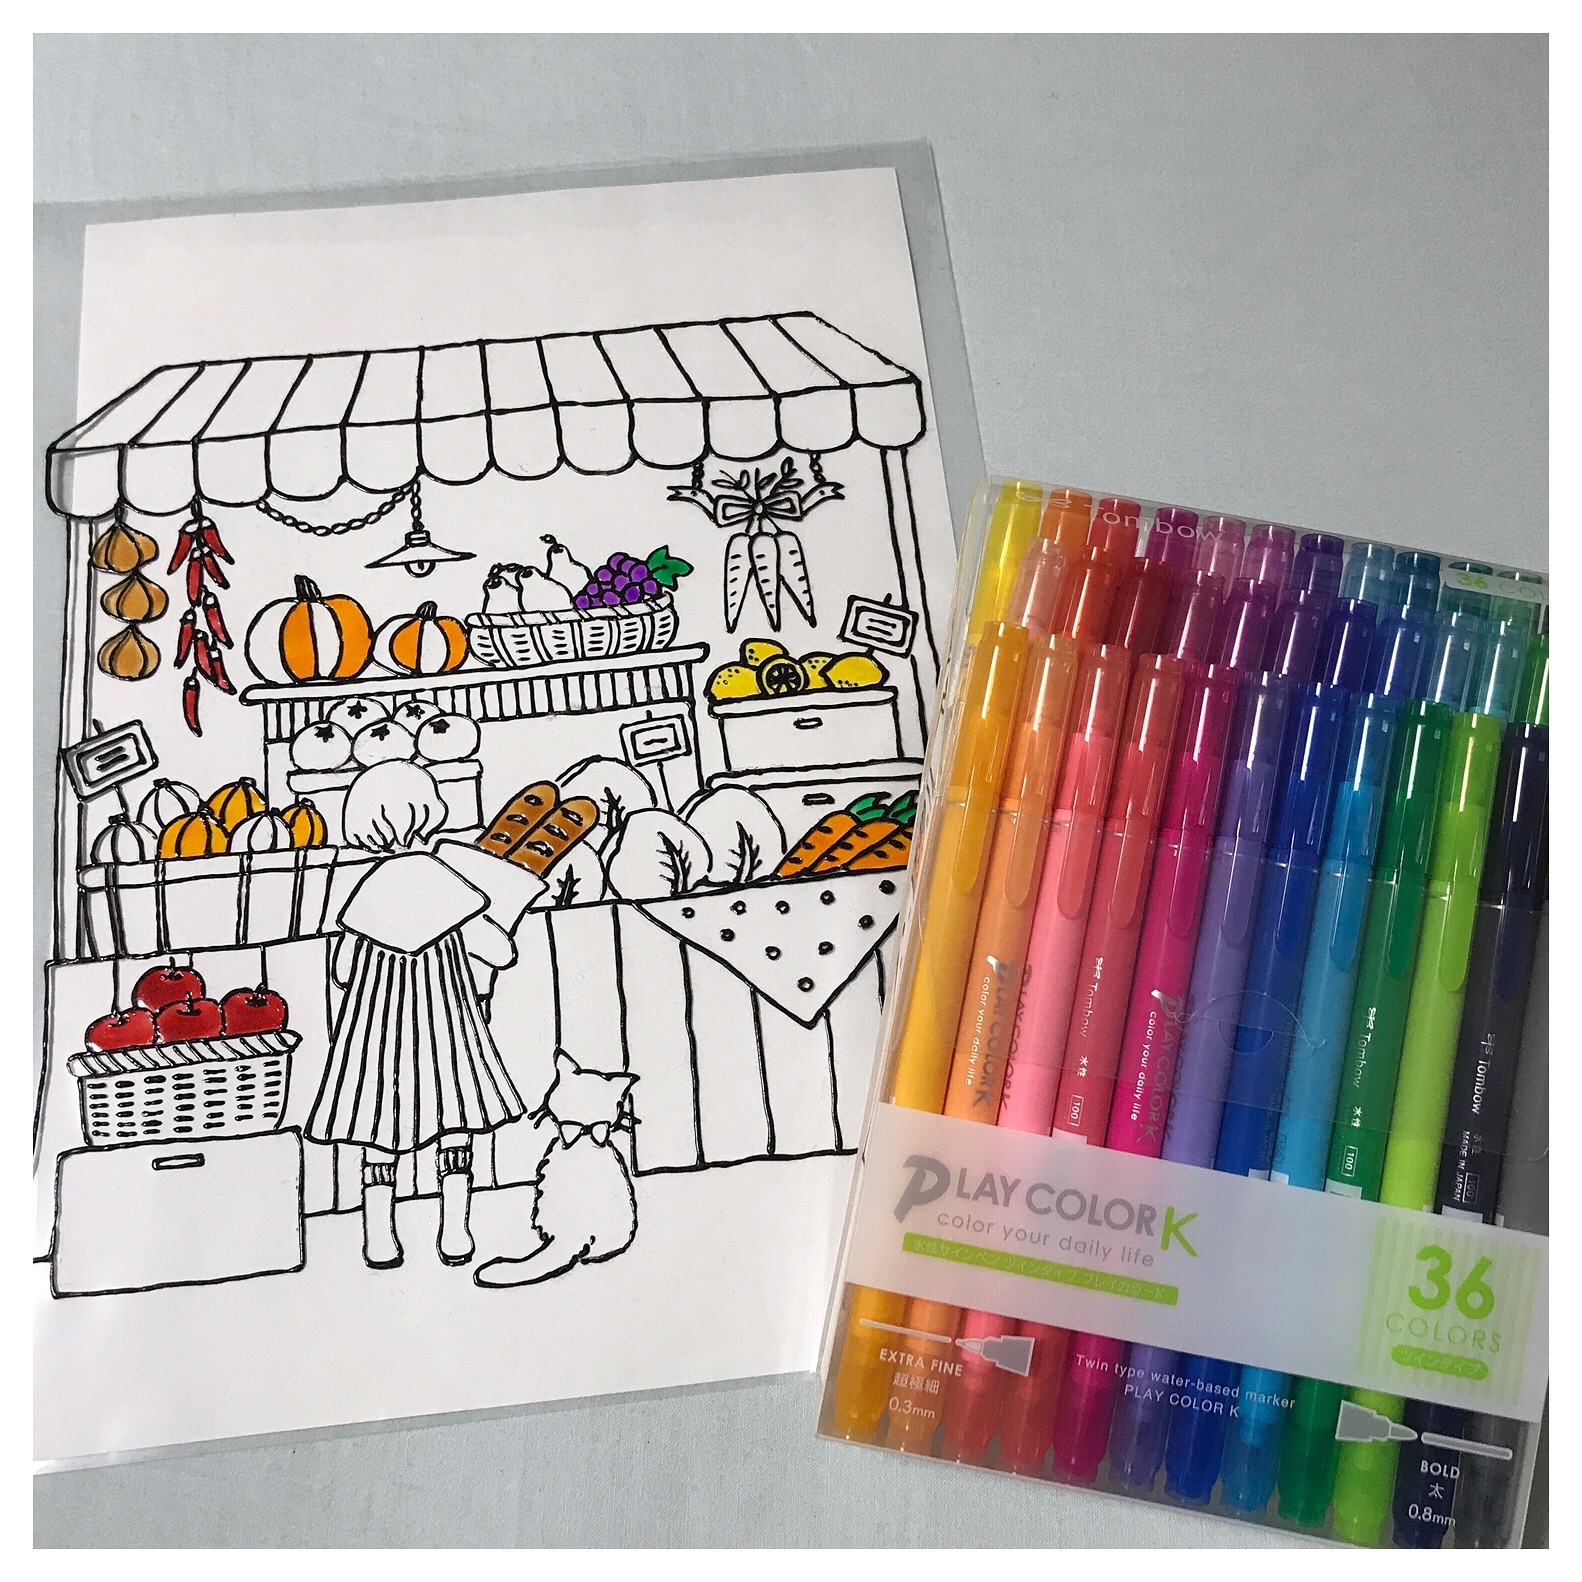 Tombow
36 COL
PLAY COLOR K
color your daily life
Tombow 水性 100
PLAY COLOR K
color your daily life
Tombow 水性 100
Tombow 水性 100
MADE IN JAPAN
PLAY COLOR K
color your daily life
水性サインペン ツインタイプ プレイカラーK
36
COLORS
ツインタイプ
EXTRA FINE
超極細
0.3mm
Twin type water-based marker
PLAY COLOR K
BOLD
太
0.8mm